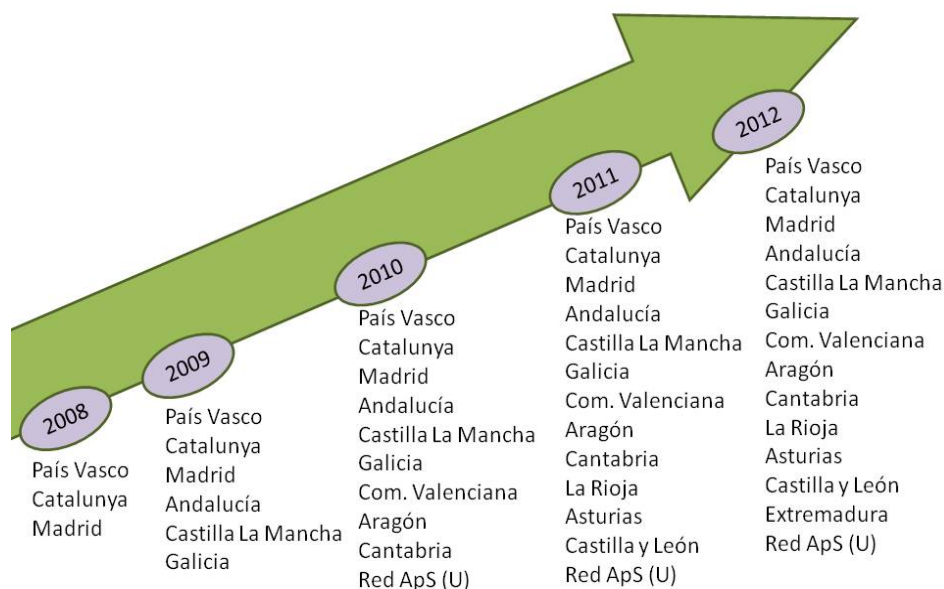 2008
País Vasco
Catalunya
Madrid
2009
País Vasco
Catalunya
Madrid
Andalucía
Castilla La Mancha
Galicia
2010
País Vasco
Catalunya
Madrid
Andalucía
Castilla La Mancha
Galicia
Com. Valenciana
Aragón
Cantabria
Red ApS (U)
2011
País Vasco
Catalunya
Madrid
Andalucía
Castilla La Mancha
Galicia
Com. Valenciana
Aragón
Cantabria
La Rioja
Asturias
Castilla y León
Red ApS (U)
2012
País Vasco
Catalunya
Madrid
Andalucía
Castilla La Mancha
Galicia
Com. Valenciana
Aragón
Cantabria
La Rioja
Asturias
Castilla y León
Extremadura
Red ApS (U)